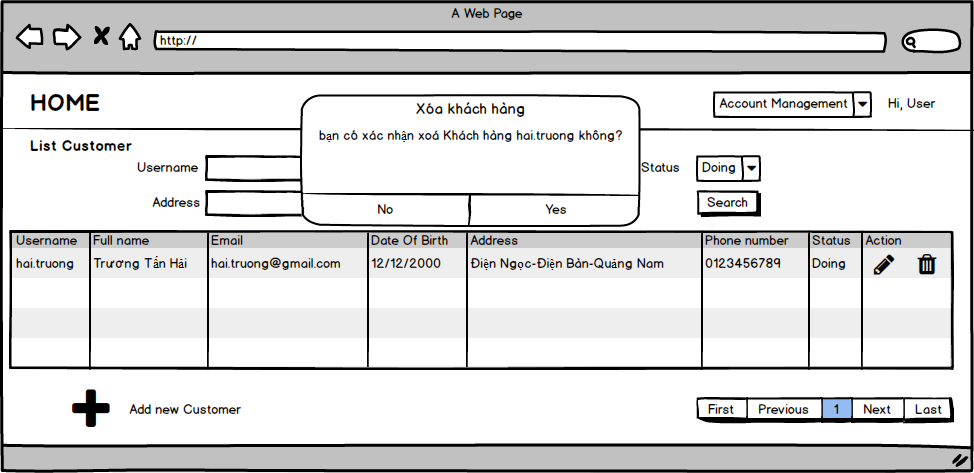 A Web Page
http://
HOME
Account Management
Hi, User
Xóa khách hàng
bạn có xác nhận xoá Khách hàng hai.truong không?
No Yes
List Customer
Username
Status Doing
Address
Search
Username Full name Email Date Of Birth Address Phone number Status Action
hai.truong Trương Tấn Hải hai.truong@gmail.com 12/12/2000 Điện Ngọc-Điện Bàn-Quảng Nam 0123456789 Doing
Add new Customer
First Previous 1 Next Last